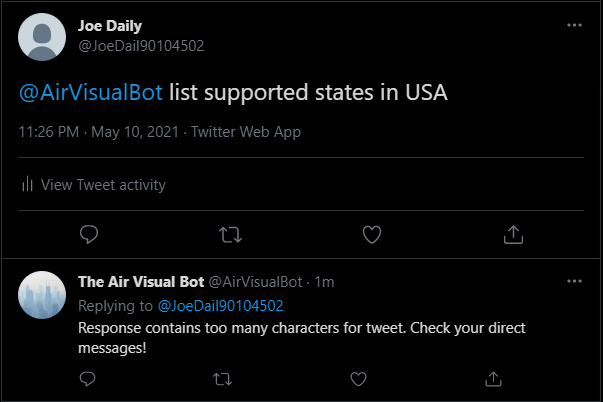 Joe Daily
@JoeDail90104502
@AirVisualBot list supported states in USA
11:26 PM · May 10, 2021 · Twitter Web App
View Tweet activity
The Air Visual Bot @AirVisualBot · 1m
Replying to @JoeDail90104502
Response contains too many characters for tweet. Check your direct
messages!